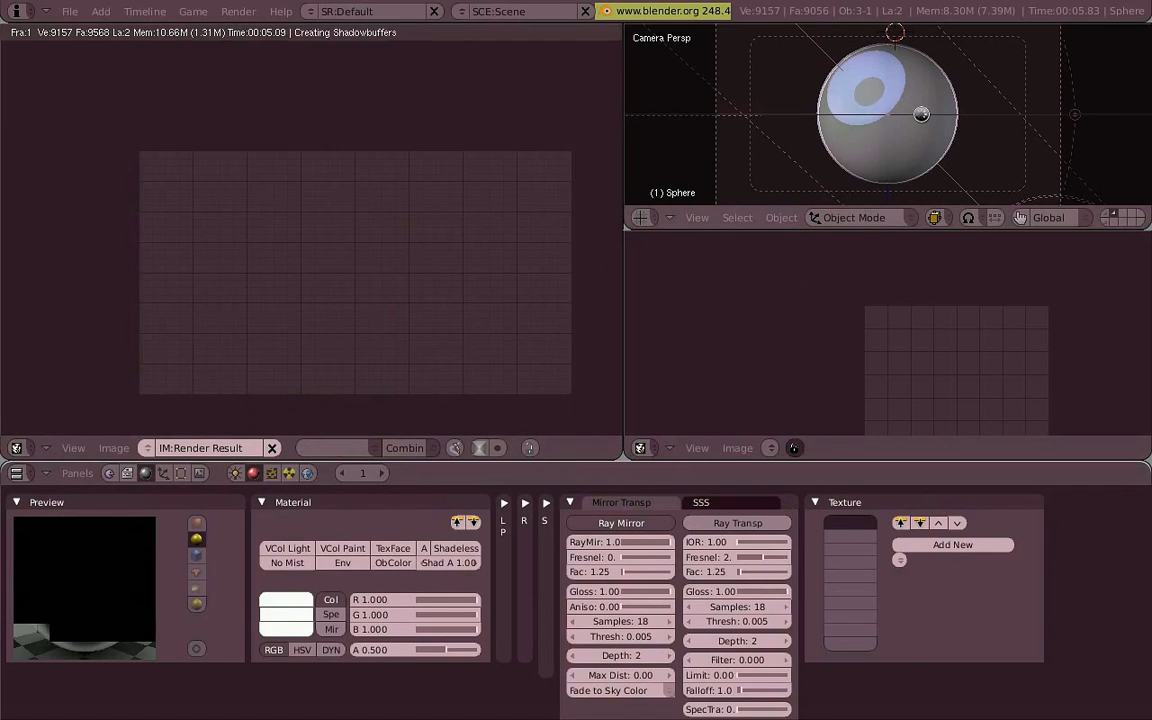 File Add Timeline Game Render Help SR:Default SCE:Scene www.blender.org 248.4 Ve:9157 Fa:9056 Ob:3-1 La:2 Mem:8.30M (7.39M) Time:00:05.83 Sphere
Fra:1 Ve:9157 Fa:9568 La:2 Mem:10.66M (1.31M) Time:00:05.09 | Creating Shadowbuffers
Camera Persp
(1) Sphere
View Select Object Object Mode Global
View Image IM:Render Result Combin
View Image
Panels 1
Preview
Material
VCol Light VCol Paint TexFace A Shadeless
No Mist Env ObColor Shad A 1.00
Col R 1.000
Spe G 1.000
Mir B 1.000
RGB HSV DYN A 0.500
L
P
R
S
Mirror Transp SSS
Ray Mirror Ray Transp
RayMir: 1.0 IOR: 1.00
Fresnel: 0. Fresnel: 2.
Fac: 1.25 Fac: 1.25
Gloss: 1.00 Gloss: 1.00
Aniso: 0.00 Samples: 18
Samples: 18 Thresh: 0.005
Thresh: 0.005 Depth: 2
Depth: 2 Filter: 0.000
Max Dist: 0.00 Limit: 0.00
Fade to Sky Color Falloff: 1.0
SpecTra: 0.
Texture
Add New